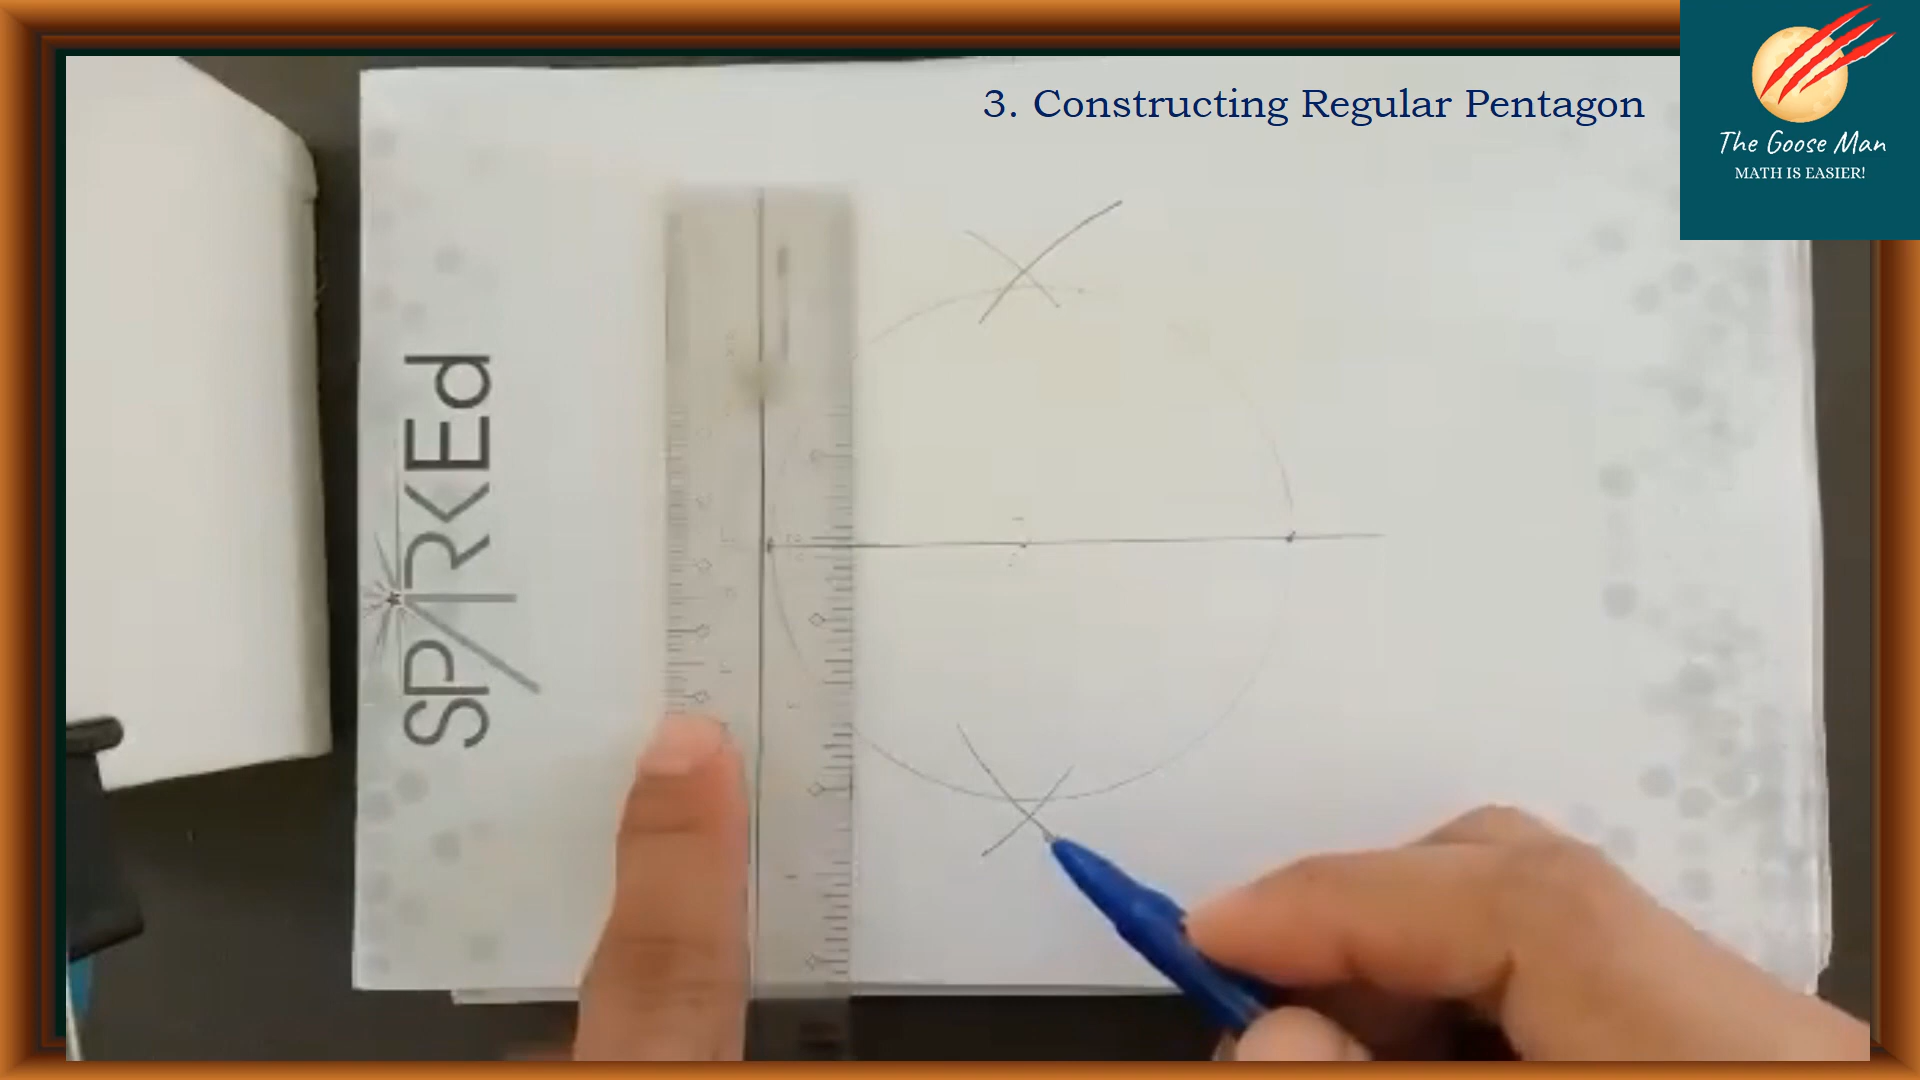 3. Constructing Regular Pentagon
The Goose Man
MATH IS EASIER!
SPARKEd